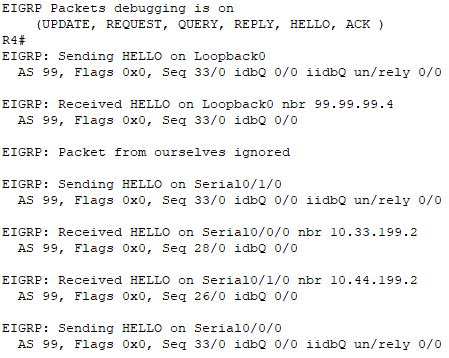 EIGRP Packets debugging is on
(UPDATE, REQUEST, QUERY, REPLY, HELLO, ACK )
R4#
EIGRP: Sending HELLO on Loopback0
AS 99, Flags 0x0, Seq 33/0 idbQ 0/0 iidbQ un/rely 0/0
EIGRP: Received HELLO on Loopback0 nbr 99.99.99.4
AS 99, Flags 0x0, Seq 33/0 idbQ 0/0
EIGRP: Packet from ourselves ignored
EIGRP: Sending HELLO on Serial0/1/0
AS 99, Flags 0x0, Seq 33/0 idbQ 0/0 iidbQ un/rely 0/0
EIGRP: Received HELLO on Serial0/0/0 nbr 10.33.199.2
AS 99, Flags 0x0, Seq 28/0 idbQ 0/0
EIGRP: Received HELLO on Serial0/1/0 nbr 10.44.199.2
AS 99, Flags 0x0, Seq 26/0 idbQ 0/0
EIGRP: Sending HELLO on Serial0/0/0
AS 99, Flags 0x0, Seq 33/0 idbQ 0/0 iidbQ un/rely 0/0